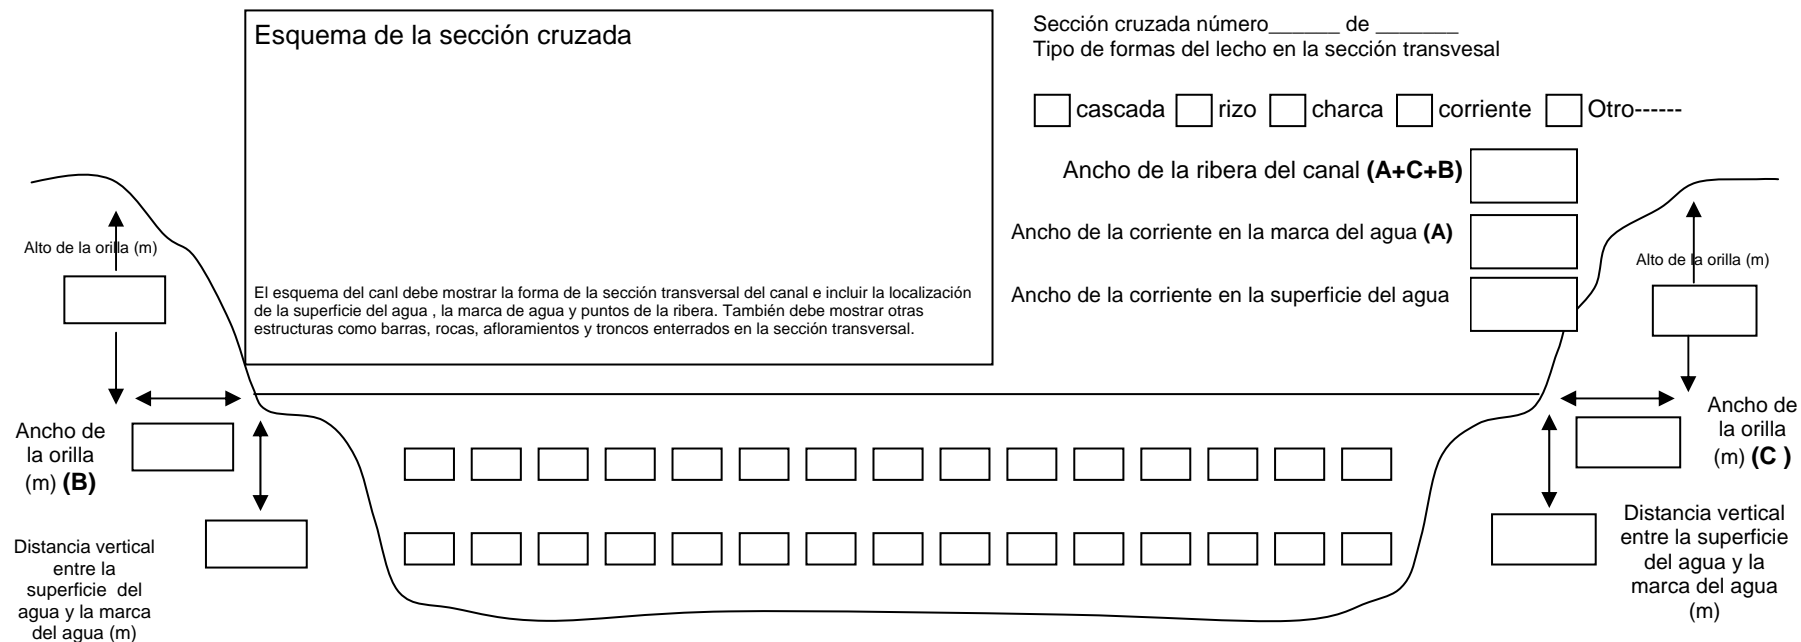 Esquema de la sección cruzada
El esquema del canl debe mostrar la forma de la sección transversal del canal e incluir la localización
de la superficie del agua , la marca de agua y puntos de la ribera. También debe mostrar otras
estructuras como barras, rocas, afloramientos y troncos enterrados en la sección transversal.
Sección cruzada número______ de _______
Tipo de formas del lecho en la sección transvesal
cascada rizo charca corriente Otro------
Ancho de la ribera del canal (A+C+B)
Ancho de la corriente en la marca del agua (A)
Ancho de la corriente en la superficie del agua
Alto de la orilla (m)
Ancho de
la orilla
(m) (B)
Distancia vertical
entre la
superficie del
agua y la marca
del agua (m)
Alto de la orilla (m)
Ancho de
la orilla
(m) (C )
Distancia vertical
entre la superficie
del agua y la
marca del agua
(m)